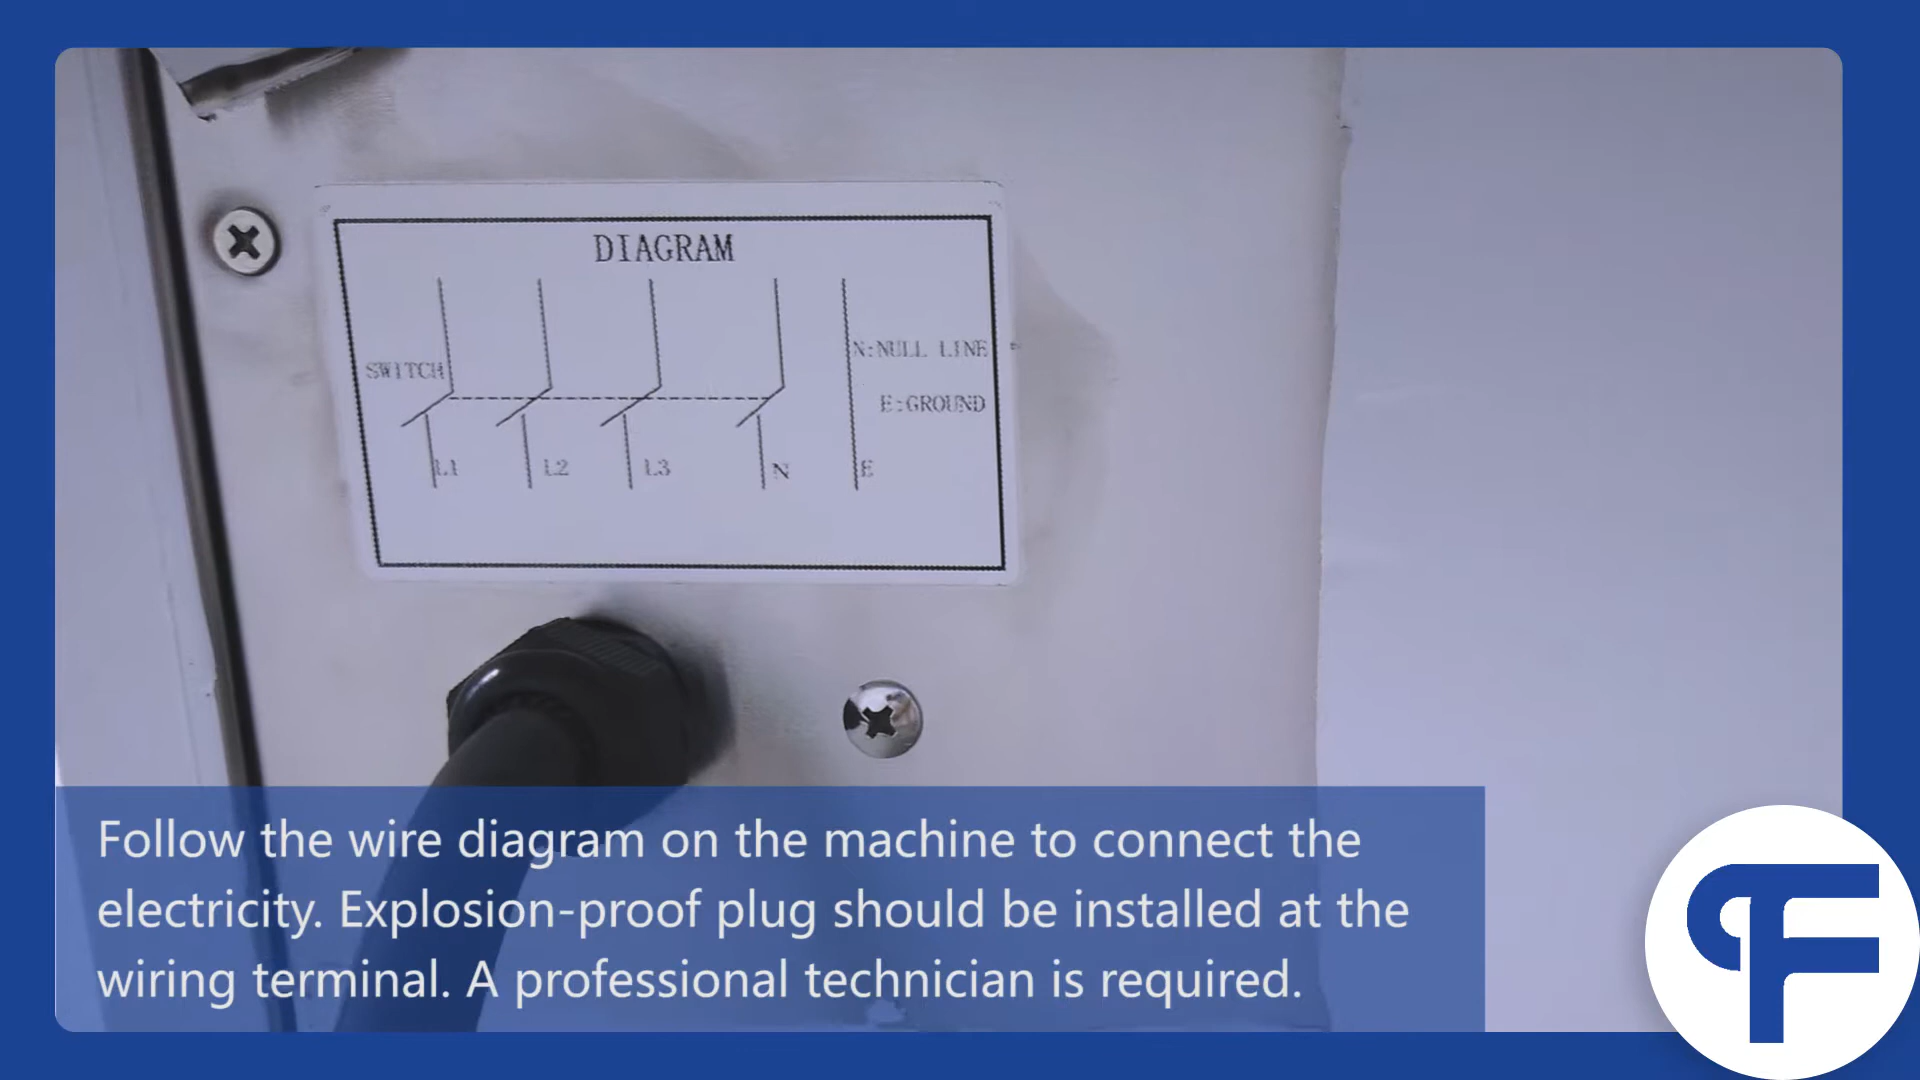 DIAGRAM
SWITCH
N:NULL LINE
E:GROUND
L1 L2 L3 N E
Follow the wire diagram on the machine to connect the
electricity. Explosion-proof plug should be installed at the
wiring terminal. A professional technician is required.